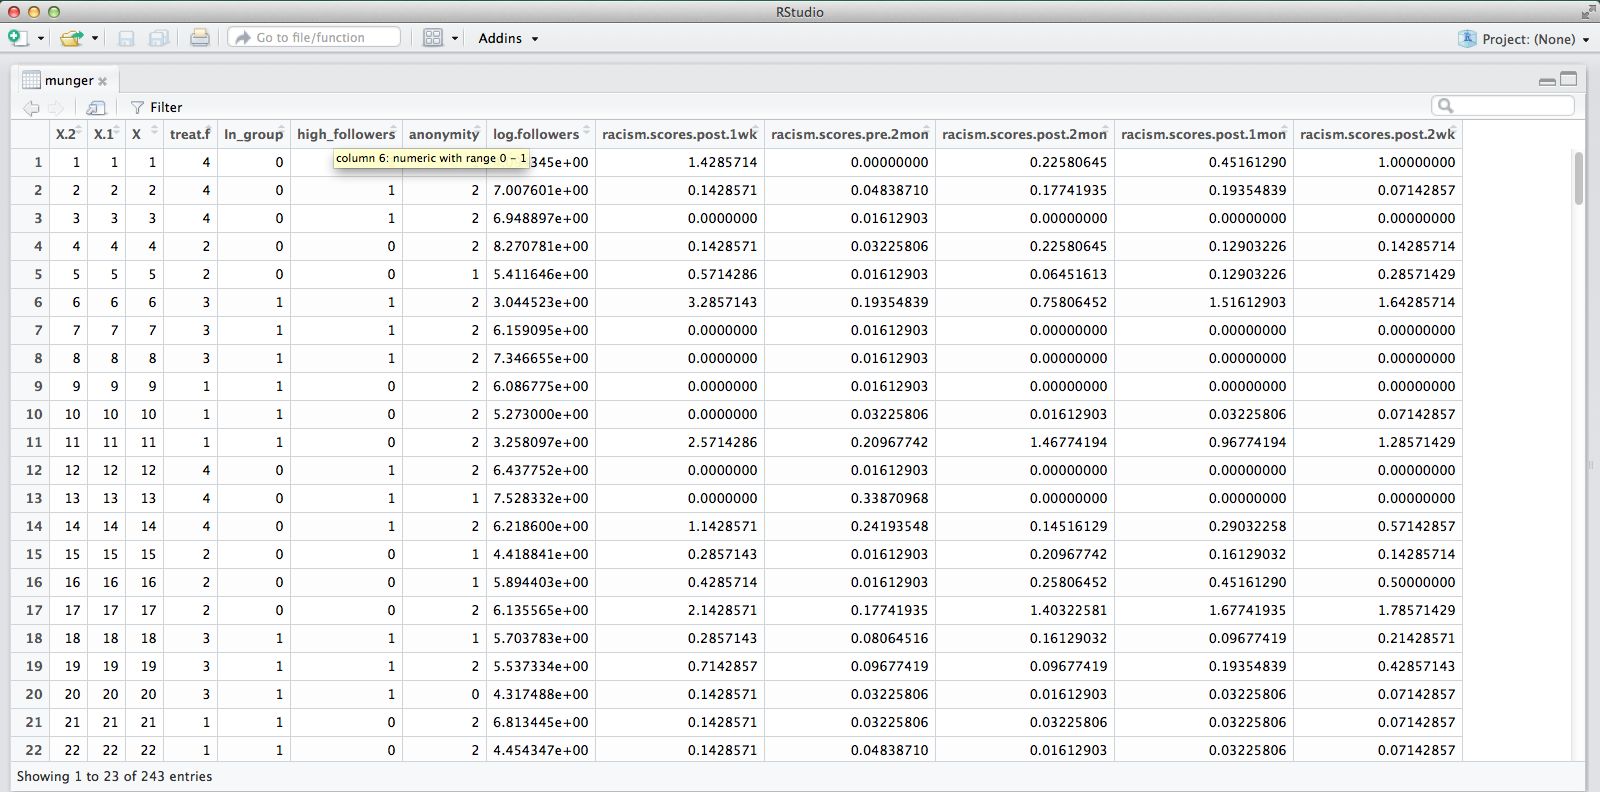 RStudio
Go to file/function Addins Project: (None)
munger
Filter
X.2 X.1 X treat.f In_group high_followers anonymity log.followers racism.scores.post.1wk racism.scores.pre.2mon racism.scores.post.2mon racism.scores.post.1mon racism.scores.post.2wk
1 1 1 1 4 0 column 6: numeric with range 0 - 1 345e+00 1.4285714 0.00000000 0.22580645 0.45161290 1.00000000
2 2 2 2 4 0 1 2 7.007601e+00 0.1428571 0.04838710 0.17741935 0.19354839 0.07142857
3 3 3 3 4 0 1 2 6.948897e+00 0.0000000 0.01612903 0.00000000 0.00000000 0.00000000
4 4 4 4 2 0 0 2 8.270781e+00 0.1428571 0.03225806 0.22580645 0.12903226 0.14285714
5 5 5 5 2 0 0 1 5.411646e+00 0.5714286 0.01612903 0.06451613 0.12903226 0.28571429
6 6 6 6 3 1 1 2 3.044523e+00 3.2857143 0.19354839 0.75806452 1.51612903 1.64285714
7 7 7 7 3 1 1 2 6.159095e+00 0.0000000 0.01612903 0.00000000 0.00000000 0.00000000
8 8 8 8 3 1 1 2 7.346655e+00 0.0000000 0.01612903 0.00000000 0.00000000 0.00000000
9 9 9 9 1 1 0 2 6.086775e+00 0.0000000 0.01612903 0.00000000 0.00000000 0.00000000
10 10 10 10 1 1 0 2 5.273000e+00 0.0000000 0.03225806 0.01612903 0.03225806 0.07142857
11 11 11 11 1 1 0 2 3.258097e+00 2.5714286 0.20967742 1.46774194 0.96774194 1.28571429
12 12 12 12 4 0 1 2 6.437752e+00 0.0000000 0.01612903 0.00000000 0.00000000 0.00000000
13 13 13 13 4 0 1 1 7.528332e+00 0.0000000 0.33870968 0.00000000 0.00000000 0.00000000
14 14 14 14 4 0 1 2 6.218600e+00 1.1428571 0.24193548 0.14516129 0.29032258 0.57142857
15 15 15 15 2 0 0 1 4.418841e+00 0.2857143 0.01612903 0.20967742 0.16129032 0.14285714
16 16 16 16 2 0 0 1 5.894403e+00 0.4285714 0.01612903 0.25806452 0.45161290 0.50000000
17 17 17 17 2 0 0 2 6.135565e+00 2.1428571 0.17741935 1.40322581 1.67741935 1.78571429
18 18 18 18 3 1 1 1 5.703783e+00 0.2857143 0.08064516 0.16129032 0.09677419 0.21428571
19 19 19 19 3 1 1 2 5.537334e+00 0.7142857 0.09677419 0.09677419 0.19354839 0.42857143
20 20 20 20 3 1 1 0 4.317488e+00 0.1428571 0.03225806 0.01612903 0.03225806 0.07142857
21 21 21 21 1 1 0 2 6.813445e+00 0.1428571 0.03225806 0.03225806 0.03225806 0.07142857
22 22 22 22 1 1 0 2 4.454347e+00 0.1428571 0.04838710 0.01612903 0.03225806 0.07142857
Showing 1 to 23 of 243 entries